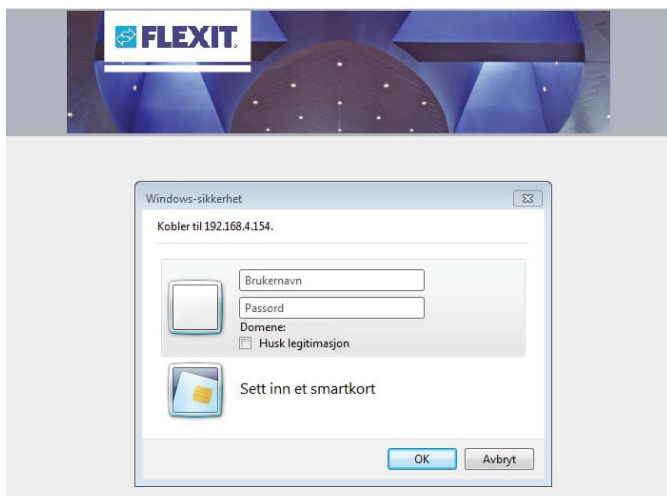 FLEXIT.
Windows-sikkerhet
Kobler til 192.168.4.154.
Brukernavn
Passord
Domene:
Husk legitimasjon
Sett inn et smartkort
OK
Avbryt